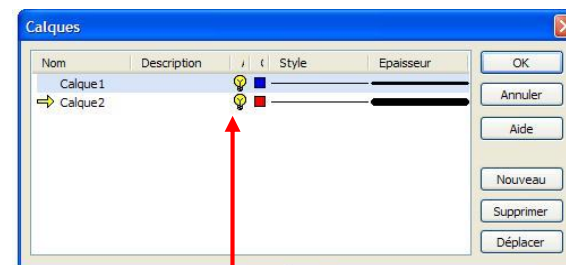 Calques
Nom Description / ( Style Epaisseur
Calque1
Calque2
OK
Annuler
Aide
Nouveau
Supprimer
Déplacer